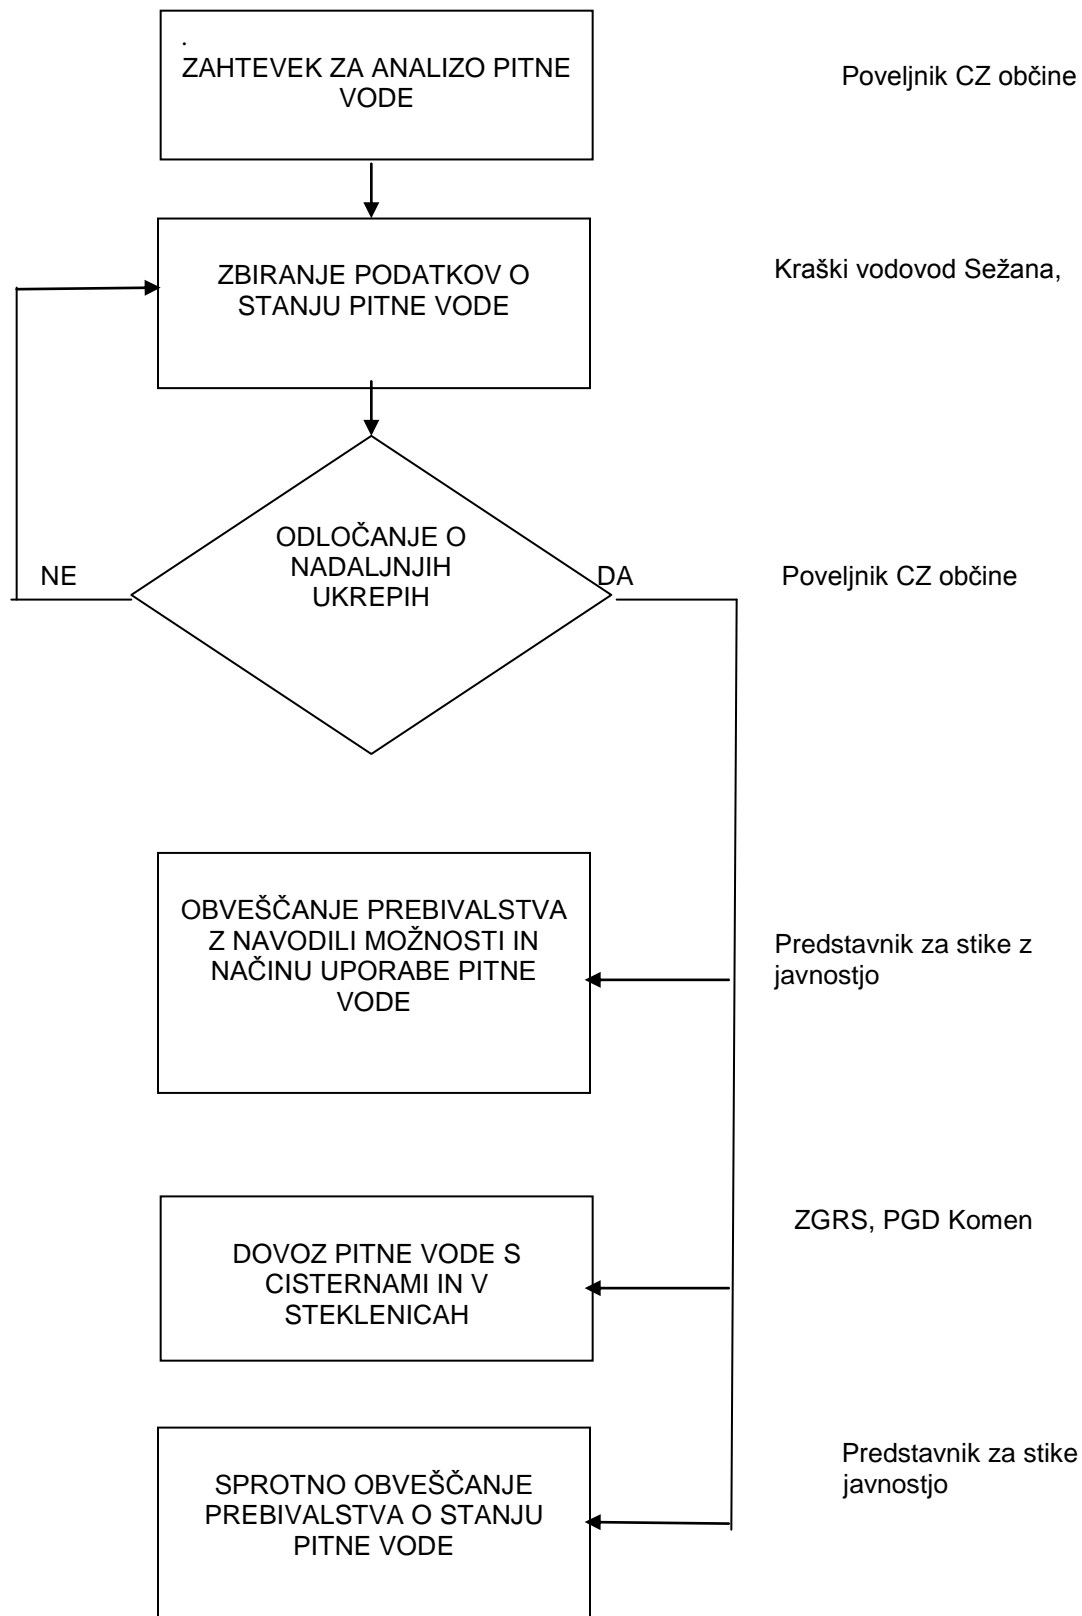 .
ZAHTEVEK ZA ANALIZO PITNE
VODE
Poveljnik CZ občine
ZBIRANJE PODATKOV O
STANJU PITNE VODE
Kraški vodovod Sežana,
ODLOČANJE O
NADALJNJIH
UKREPIH
NE
DA
Poveljnik CZ občine
OBVEŠČANJE PREBIVALSTVA
Z NAVODILI MOŽNOSTI IN
NAČINU UPORABE PITNE
VODE
Predstavnik za stike z
javnostjo
DOVOZ PITNE VODE S
CISTERNAMI IN V
STEKLENICAH
ZGRS, PGD Komen
SPROTNO OBVEŠČANJE
PREBIVALSTVA O STANJU
PITNE VODE
Predstavnik za stike
javnostjo